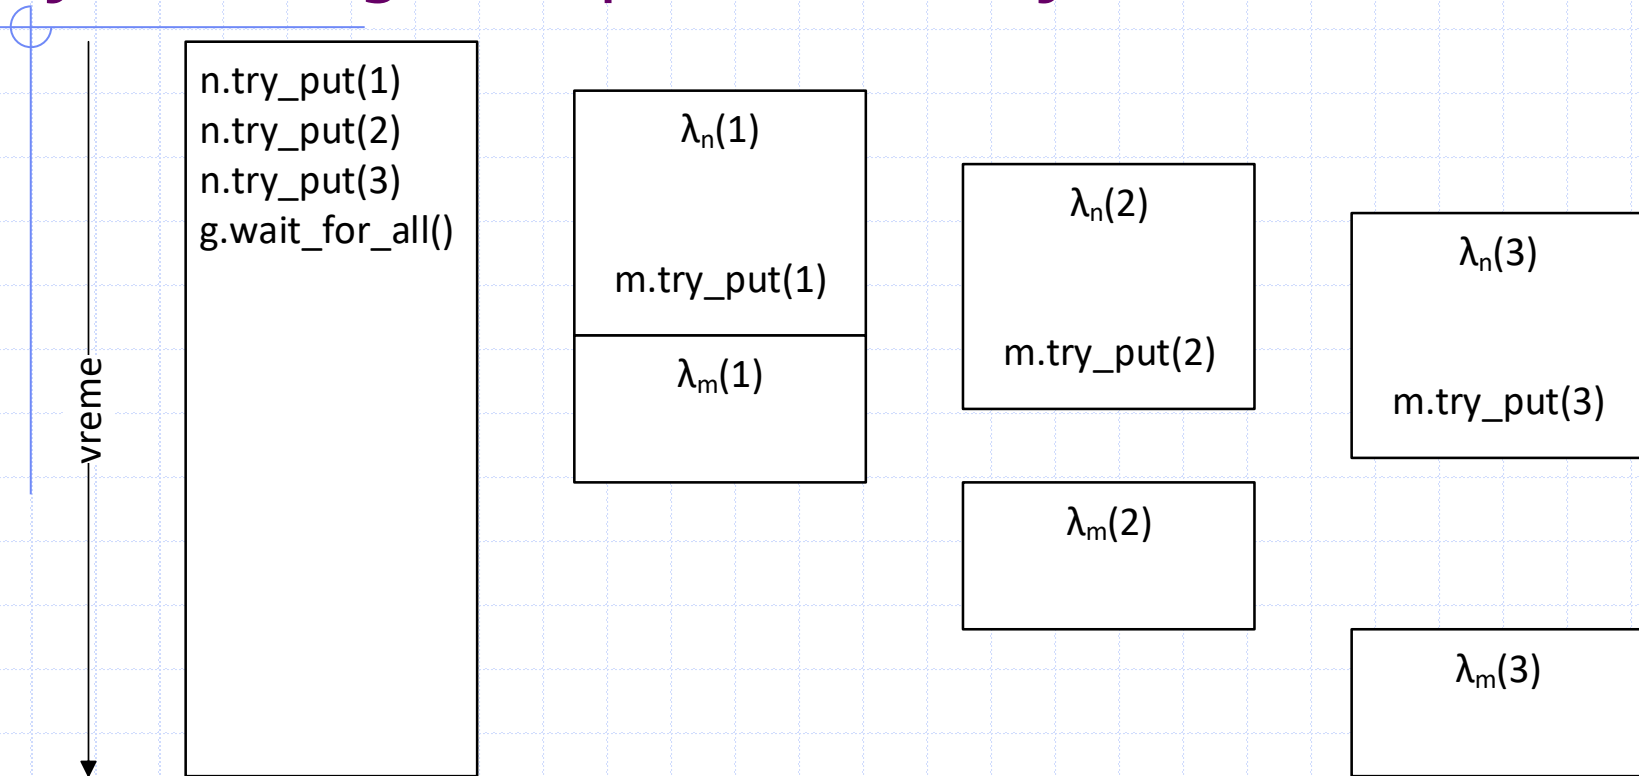 n.try_put(1)
n.try_put(2)
n.try_put(3)
g.wait_for_all()
vreme
λn(1)
m.try_put(1)
λm(1)
λn(2)
m.try_put(2)
λm(2)
λn(3)
m.try_put(3)
λm(3)